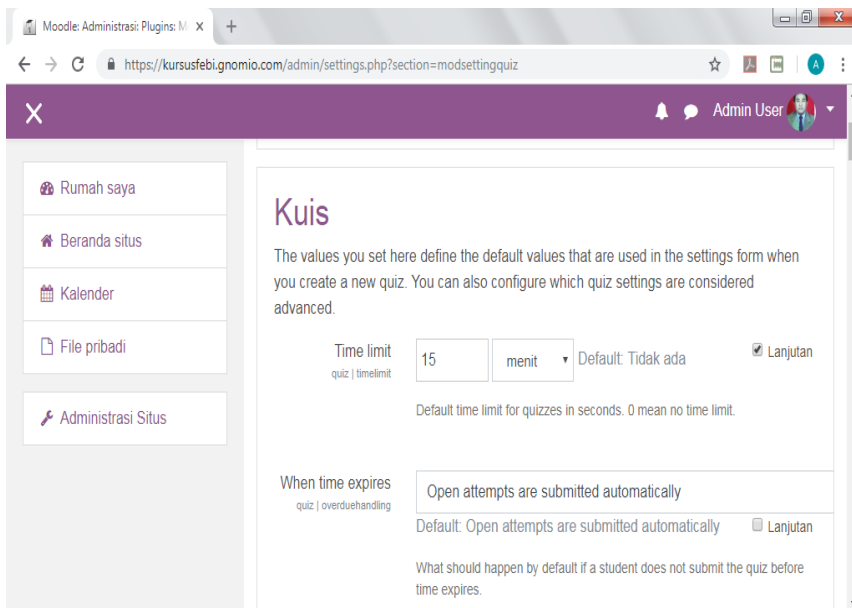 Moodle: Administrasi: Plugins: M
https://kursusfebi.gnomio.com/admin/settings.php?section=modsettingquiz
A
Admin User
Rumah saya
Beranda situs
Kalender
File pribadi
Administrasi Situs
Kuis
The values you set here define the default values that are used in the settings form when
you create a new quiz. You can also configure which quiz settings are considered
advanced.
Time limit
quiz | timelimit
15
menit
Default: Tidak ada
Lanjutan
Default time limit for quizzes in seconds. 0 mean no time limit.
When time expires
quiz | overduehandling
Open attempts are submitted automatically
Default: Open attempts are submitted automatically
Lanjutan
What should happen by default if a student does not submit the quiz before
time expires.